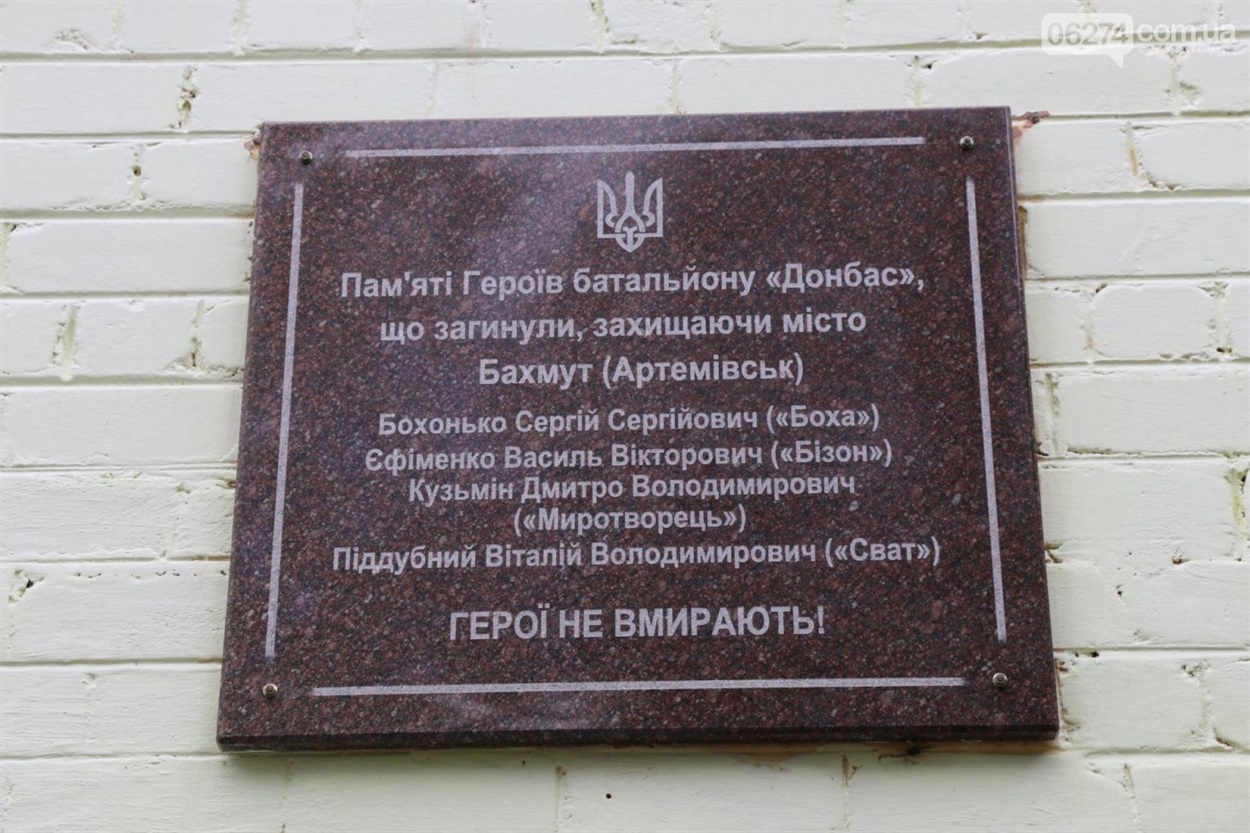 06274.com.ua
Пам'яті Героїв батальйону «Донбас»,
що загинули, захищаючи місто
Бахмут (Артемівськ)
Бохонько Сергій Сергійович («Боха»)
Єфіменко Василь Вікторович («Бізон»)
Кузьмін Дмитро Володимирович
(«Миротворець»)
Піддубний Віталій Володимирович («Сват»)
ГЕРОЇ НЕ ВМИРАЮТЬ!